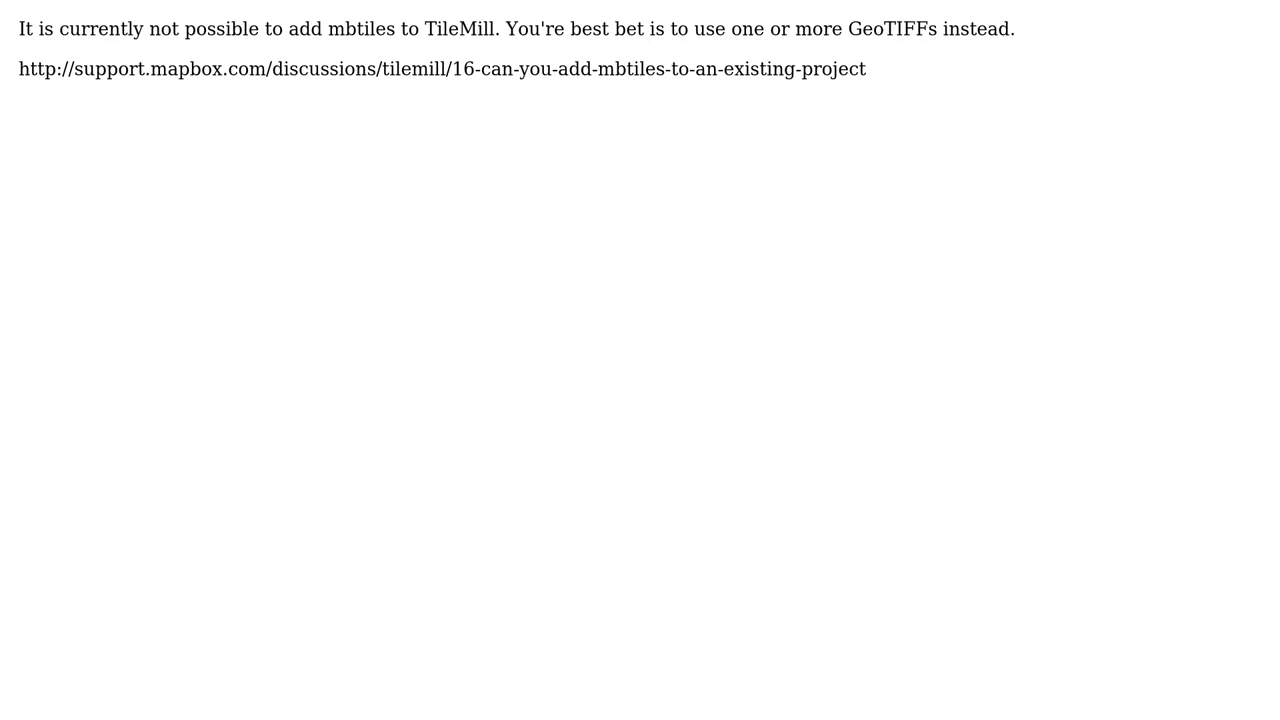 It is currently not possible to add mbtiles to TileMill. You're best bet is to use one or more GeoTIFFs instead.
http://support.mapbox.com/discussions/tilemill/16-can-you-add-mbtiles-to-an-existing-project